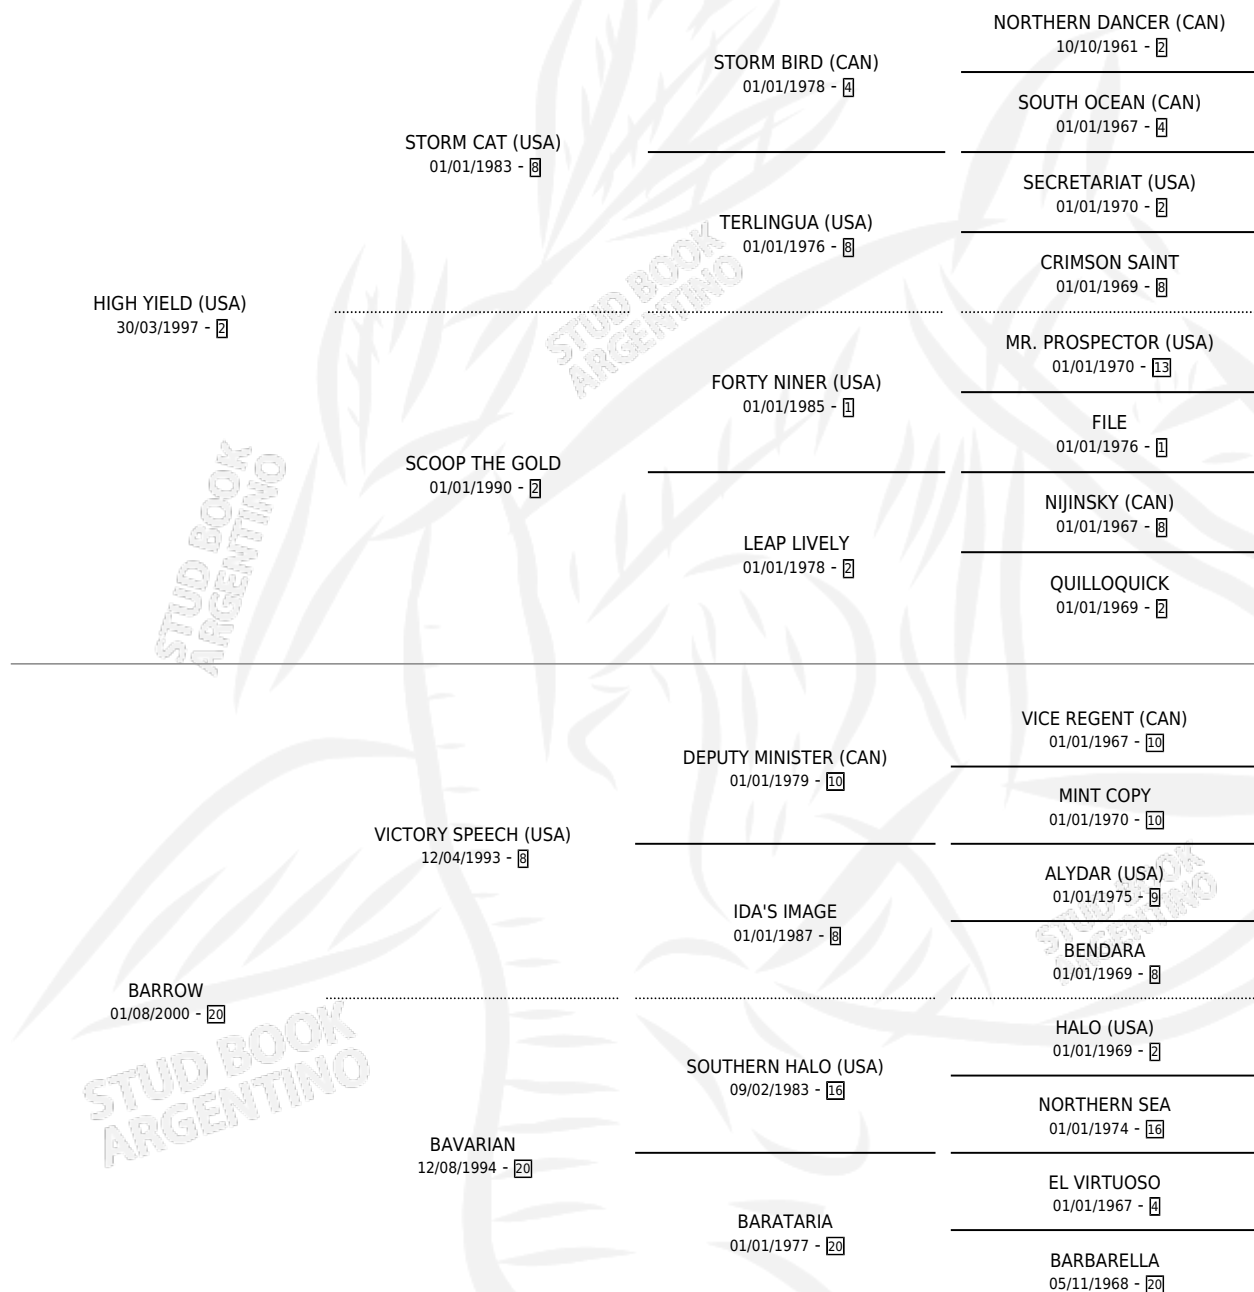 NORTHERN DANCER (CAN)
10/10/1961 - 2
STORM BIRD (CAN)
01/01/1978 - 4
SOUTH OCEAN (CAN)
01/01/1967 - 4
STORM CAT (USA)
01/01/1983 - 8
SECRETARIAT (USA)
01/01/1970 - 2
TERLINGUA (USA)
01/01/1976 - 8
CRIMSON SAINT
01/01/1969 - 8
HIGH YIELD (USA)
30/03/1997 - 2
MR. PROSPECTOR (USA)
01/01/1970 - 13
FORTY NINER (USA)
01/01/1985 - 1
FILE
01/01/1976 - 1
SCOOP THE GOLD
01/01/1990 - 2
NIJINSKY (CAN)
01/01/1967 - 8
LEAP LIVELY
01/01/1978 - 2
QUILLOQUICK
01/01/1969 - 2
STUD BOOK
ARGENTINO
STUD BOOK
ARGENTINO
VICE REGENT (CAN)
01/01/1967 - 10
DEPUTY MINISTER (CAN)
01/01/1979 - 10
MINT COPY
01/01/1970 - 10
VICTORY SPEECH (USA)
12/04/1993 - 8
ALYDAR (USA)
01/01/1975 - 9
IDA'S IMAGE
01/01/1987 - 8
BENDARA
01/01/1969 - 8
BARROW
01/08/2000 - 20
HALO (USA)
01/01/1969 - 2
SOUTHERN HALO (USA)
09/02/1983 - 16
NORTHERN SEA
01/01/1974 - 16
BAVARIAN
12/08/1994 - 20
EL VIRTUOSO
01/01/1967 - 4
BARATARIA
01/01/1977 - 20
BARBARELLA
05/11/1968 - 20
STUD BOOK
ARGENTINO
STUD BOOK
ARGENTINO